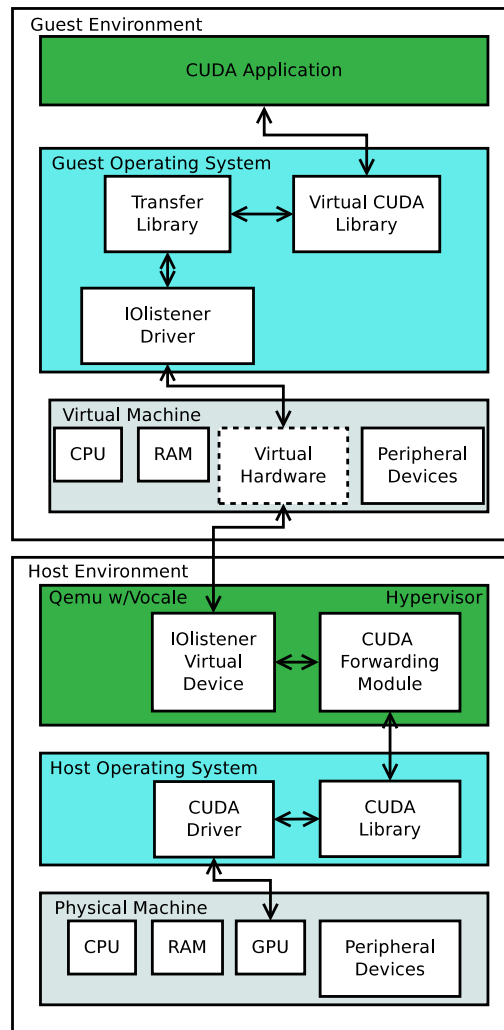 Guest Environment
CUDA Application
Guest Operating System
Transfer
Library
Virtual CUDA
Library
IOlistener
Driver
Virtual Machine
CPU
RAM
Virtual
Hardware
Peripheral
Devices
Host Environment
Qemu w/Vocale
Hypervisor
IOlistener
Virtual
Device
CUDA
Forwarding
Module
Host Operating System
CUDA
Driver
CUDA
Library
Physical Machine
CPU
RAM
GPU
Peripheral
Devices